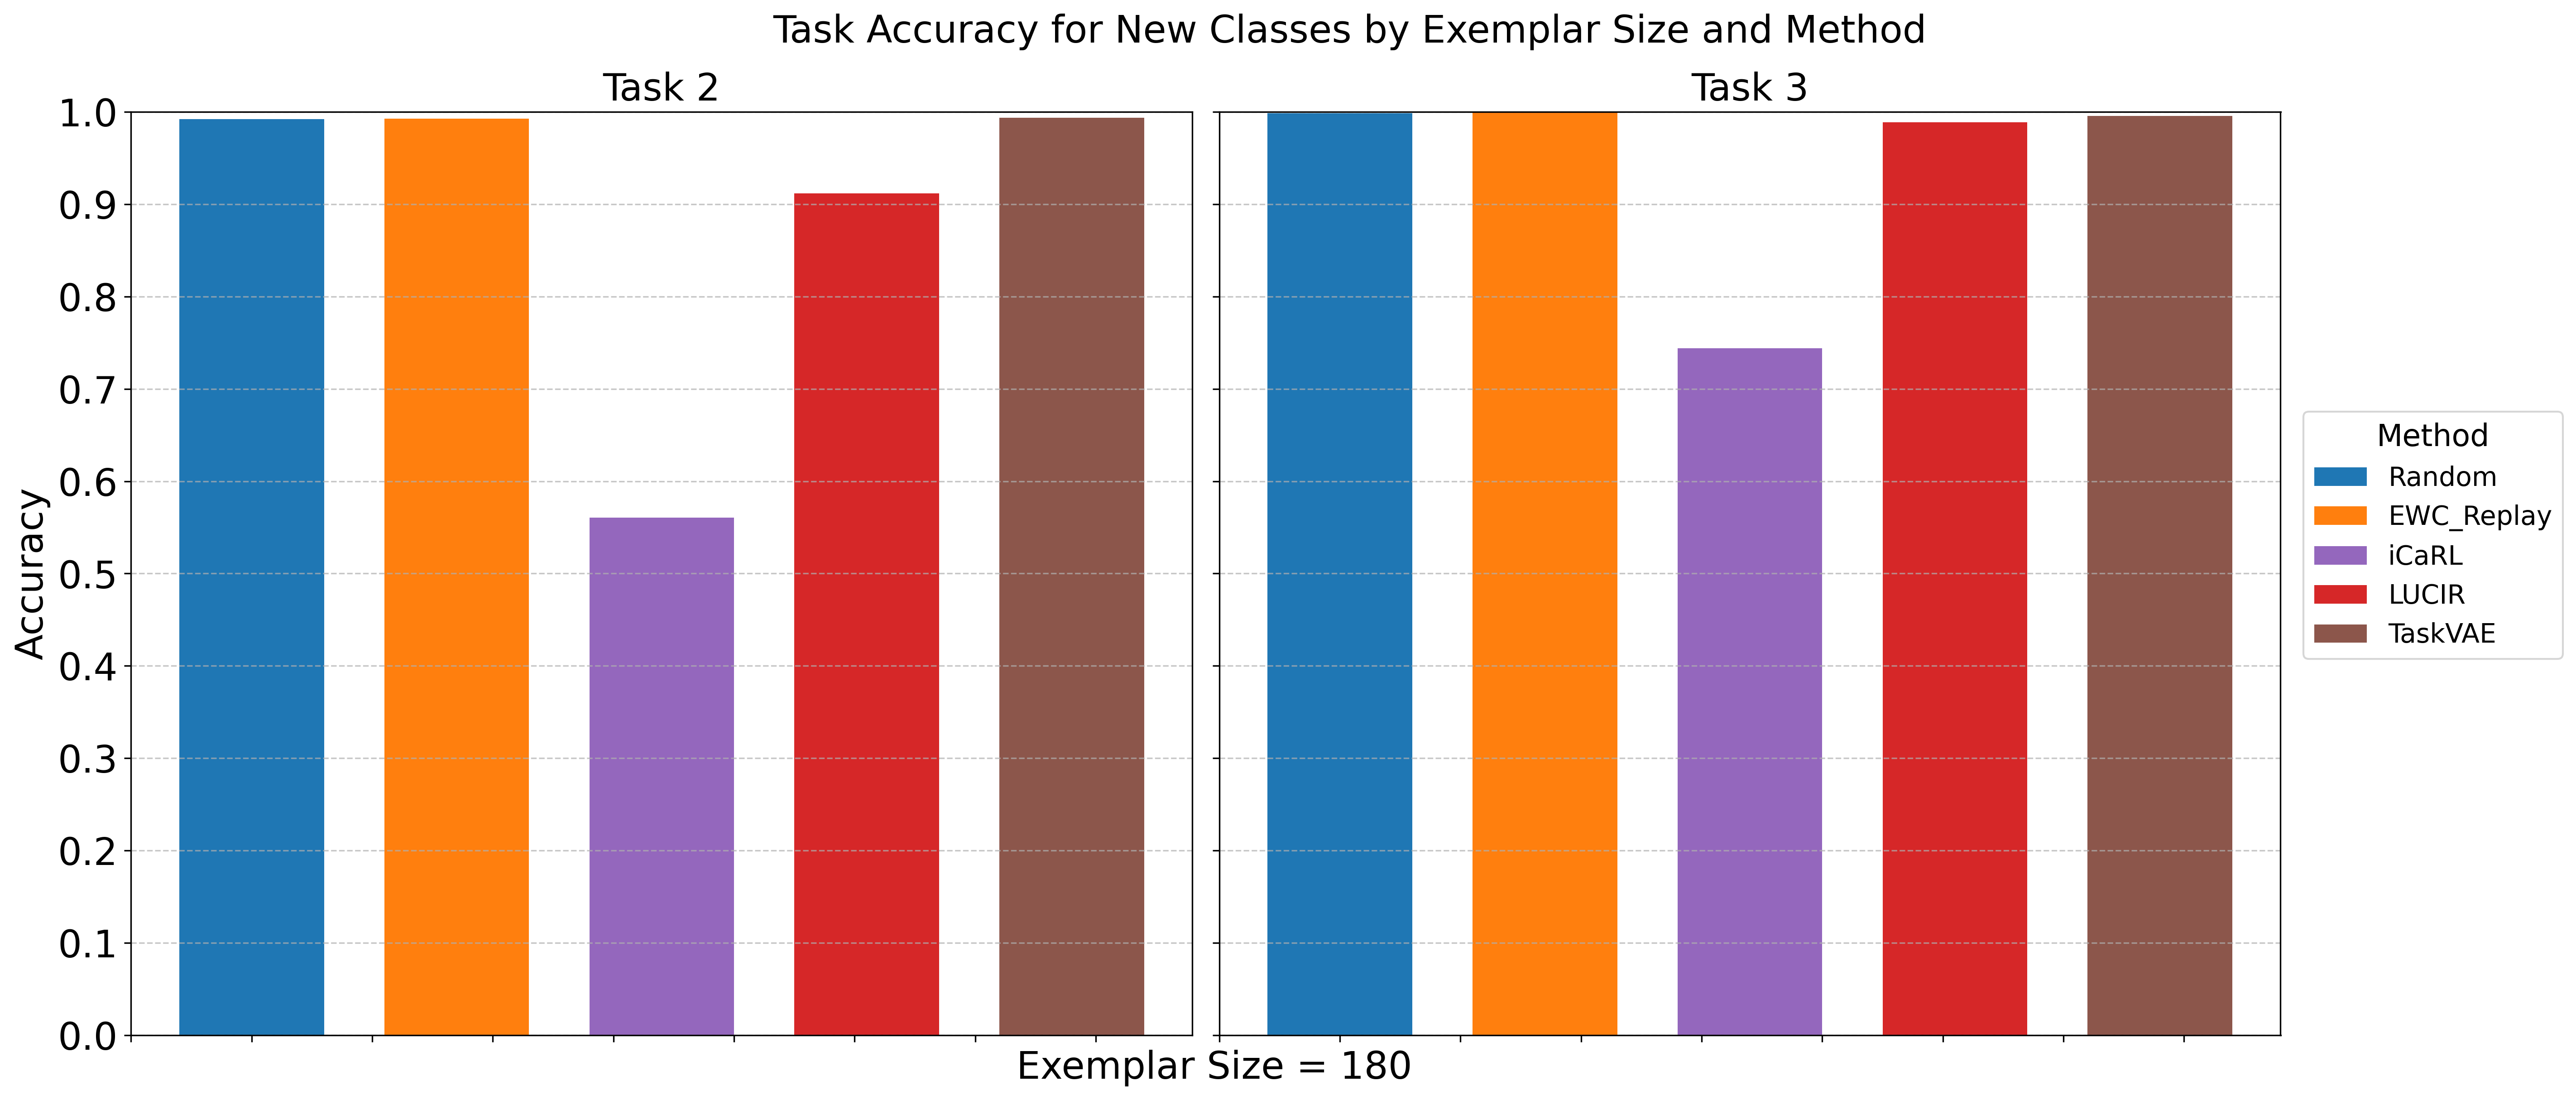 Task Accuracy for New Classes by Exemplar Size and Method
Task 2
Task 3
1.0
0.9
0.8
0.7
0.6
0.5
0.4
0.3
0.2
0.1
0.0
Accuracy
Exemplar Size = 180
Method
Random
EWC_Replay
iCaRL
LUCIR
TaskVAE